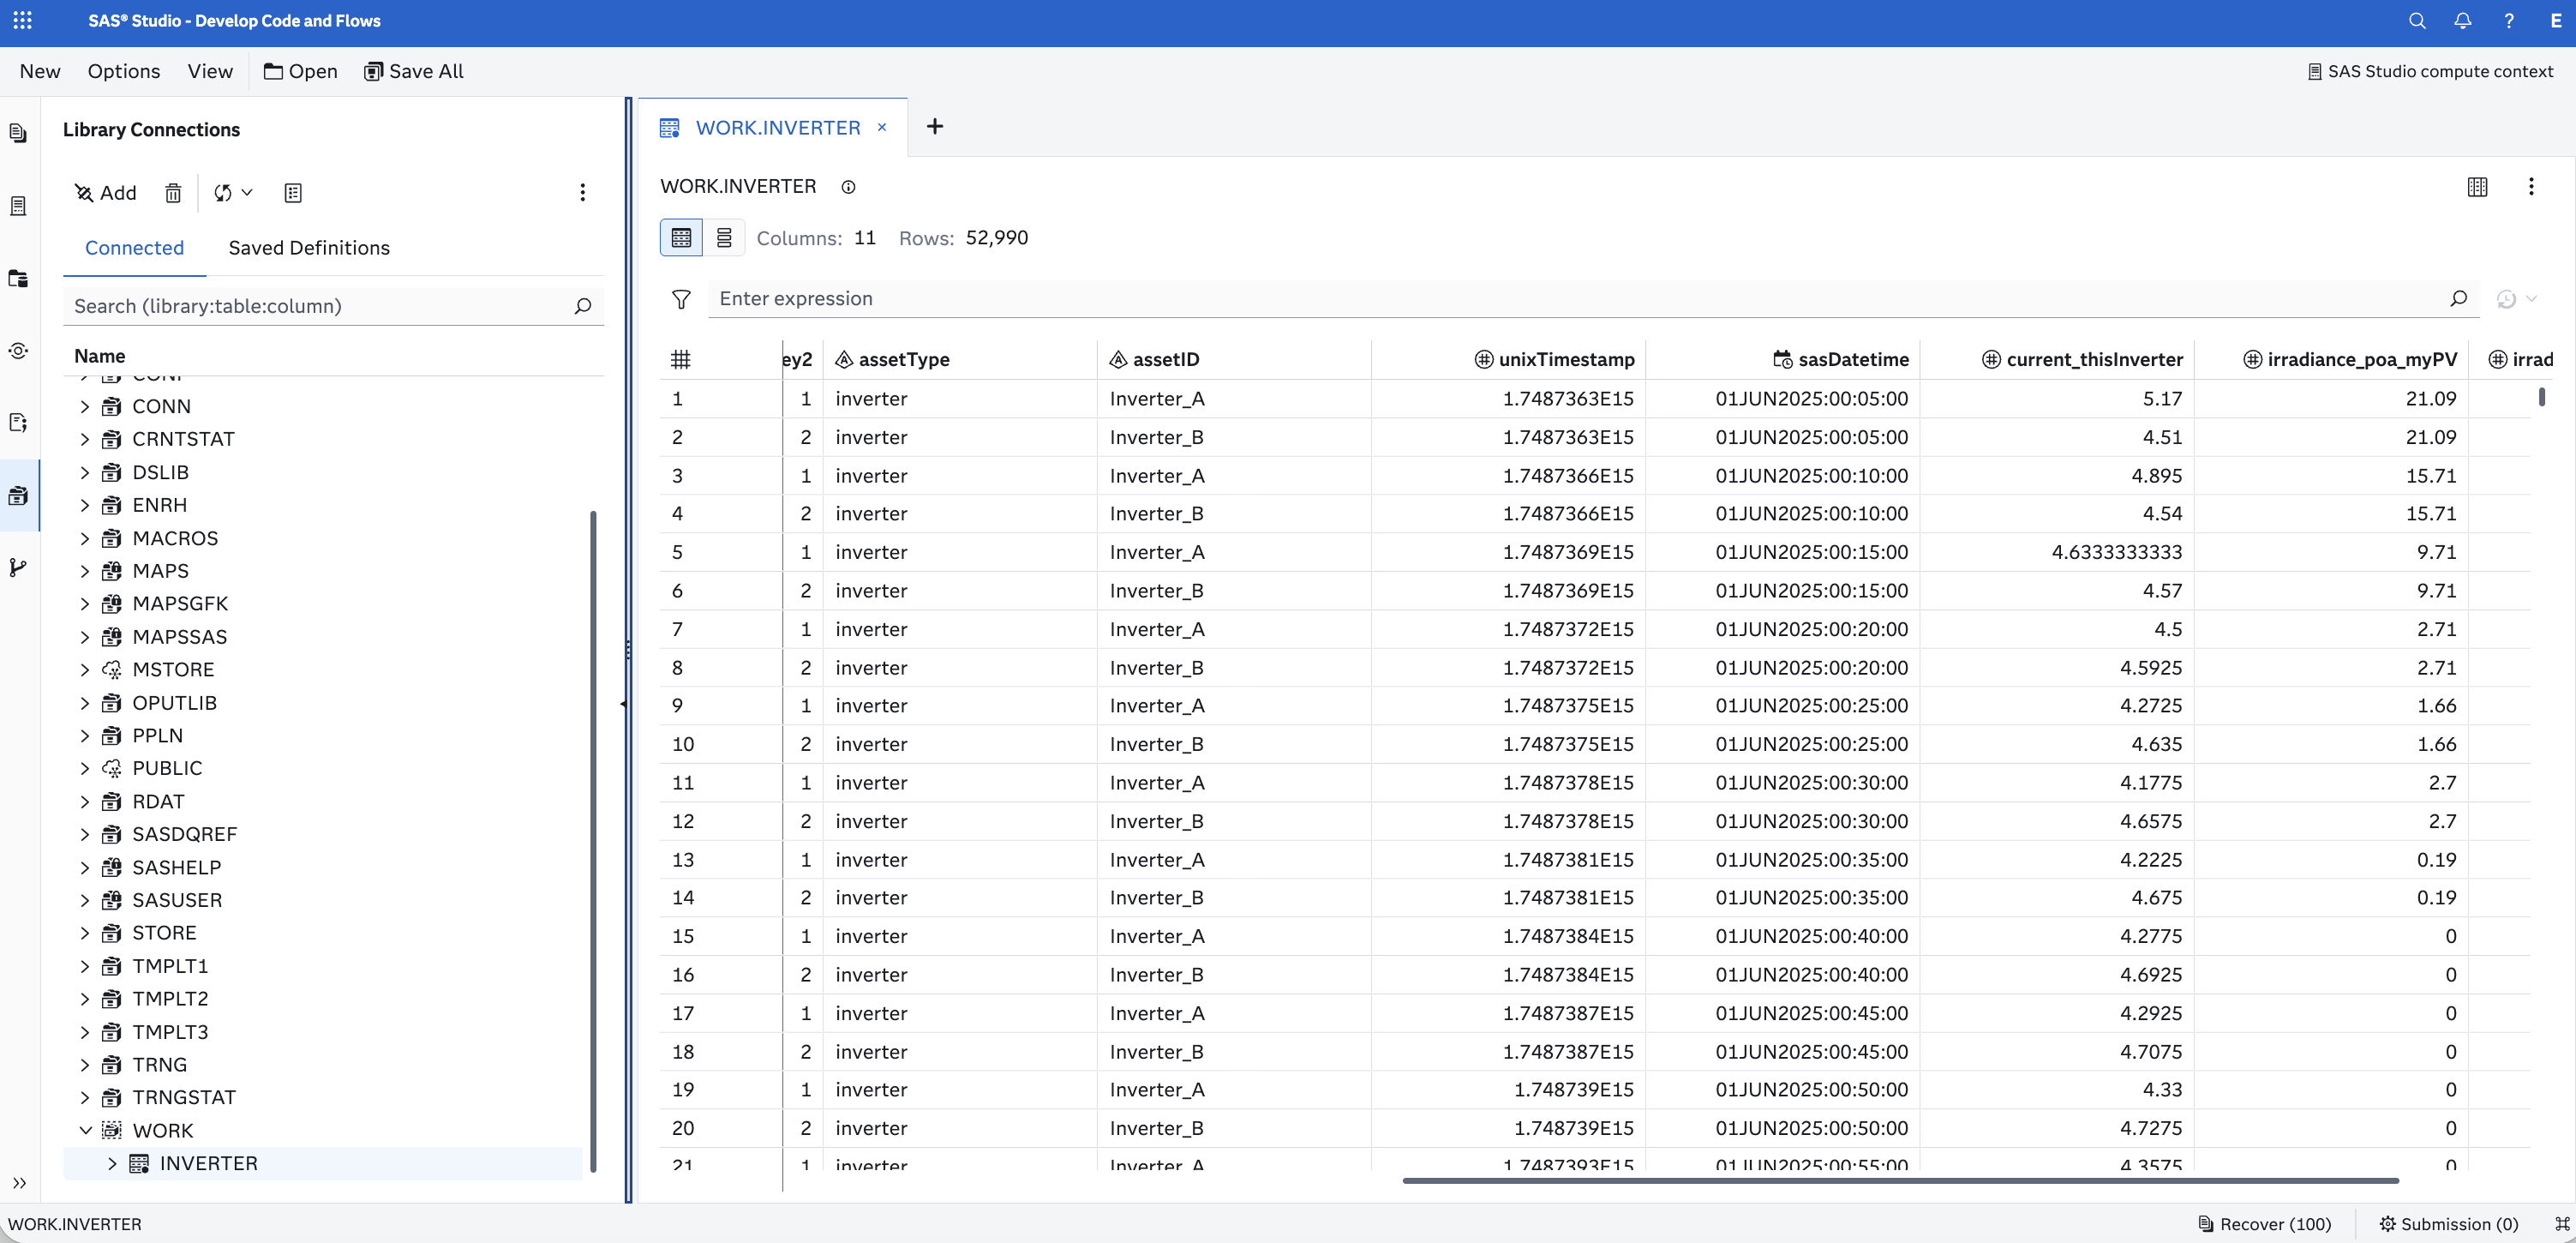 SAS® Studio - Develop Code and Flows
? E
New Options View Open Save All SAS Studio compute context
Library Connections
Add
Connected Saved Definitions
Search (library:table:column)
Name
CONN
CRNTSTAT
DSLIB
ENRH
MACROS
MAPS
MAPSGFK
MAPSSAS
MSTORE
OPUTLIB
PPLN
PUBLIC
RDAT
SASDQREF
SASHELP
SASUSER
STORE
TMPLT1
TMPLT2
TMPLT3
TRNG
TRNGSTAT
WORK
INVERTER
WORK.INVERTER × +
WORK.INVERTER
Columns: 11 Rows: 52,990
Enter expression
# ey2 assetType assetID unixTimestamp sasDatetime current_thisInverter irradiance_poa_myPV irrad
1 1 inverter Inverter_A 1.7487363E15 01JUN2025:00:05:00 5.17 21.09
2 2 inverter Inverter_B 1.7487363E15 01JUN2025:00:05:00 4.51 21.09
3 1 inverter Inverter_A 1.7487366E15 01JUN2025:00:10:00 4.895 15.71
4 2 inverter Inverter_B 1.7487366E15 01JUN2025:00:10:00 4.54 15.71
5 1 inverter Inverter_A 1.7487369E15 01JUN2025:00:15:00 4.6333333333 9.71
6 2 inverter Inverter_B 1.7487369E15 01JUN2025:00:15:00 4.57 9.71
7 1 inverter Inverter_A 1.7487372E15 01JUN2025:00:20:00 4.5 2.71
8 2 inverter Inverter_B 1.7487372E15 01JUN2025:00:20:00 4.5925 2.71
9 1 inverter Inverter_A 1.7487375E15 01JUN2025:00:25:00 4.2725 1.66
10 2 inverter Inverter_B 1.7487375E15 01JUN2025:00:25:00 4.635 1.66
11 1 inverter Inverter_A 1.7487378E15 01JUN2025:00:30:00 4.1775 2.7
12 2 inverter Inverter_B 1.7487378E15 01JUN2025:00:30:00 4.6575 2.7
13 1 inverter Inverter_A 1.7487381E15 01JUN2025:00:35:00 4.2225 0.19
14 2 inverter Inverter_B 1.7487381E15 01JUN2025:00:35:00 4.675 0.19
15 1 inverter Inverter_A 1.7487384E15 01JUN2025:00:40:00 4.2775 0
16 2 inverter Inverter_B 1.7487384E15 01JUN2025:00:40:00 4.6925 0
17 1 inverter Inverter_A 1.7487387E15 01JUN2025:00:45:00 4.2925 0
18 2 inverter Inverter_B 1.7487387E15 01JUN2025:00:45:00 4.7075 0
19 1 inverter Inverter_A 1.748739E15 01JUN2025:00:50:00 4.33 0
20 2 inverter Inverter_B 1.748739E15 01JUN2025:00:50:00 4.7275 0
21 1 inverter Inverter_A 1.7487393E15 01JUN2025:00:55:00 4.3575 0
WORK.INVERTER Recover (100) Submission (0)